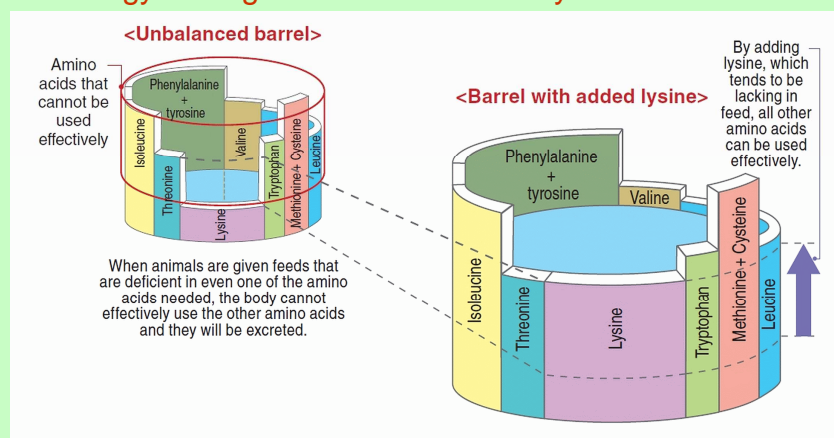 <Unbalanced barrel>
Amino
acids that
cannot be
used
effectively
Phenylalanine
+
tyrosine
Isoleucine
Threonine
Valine
Lysine
Tryptophan
Methionine+ Cysteine
Leucine
When animals are given feeds that
are deficient in even one of the amino
acids needed, the body cannot
effectively use the other amino acids
and they will be excreted.
<Barrel with added lysine>
By adding
lysine, which
tends to be
lacking in
feed, all other
amino acids
can be used
effectively.
Phenylalanine
+
tyrosine
Valine
Isoleucine
Threonine
Lysine
Tryptophan
Methionine+ Cysteine
Leucine